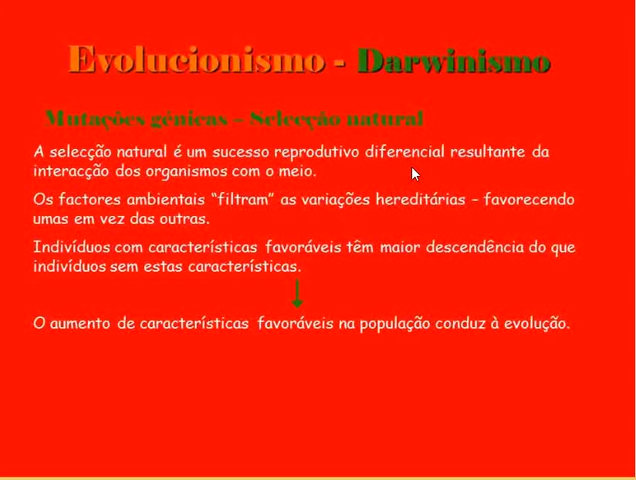 Evolucionismo - Darwinismo
Mutações génicas – Selecção natural
A selecção natural é um sucesso reprodutivo diferencial resultante da
interacção dos organismos com o meio.
Os factores ambientais “filtram” as variações hereditárias – favorecendo
umas em vez das outras.
Indivíduos com características favoráveis têm maior descendência do que
indivíduos sem estas características.
O aumento de características favoráveis na população conduz à evolução.